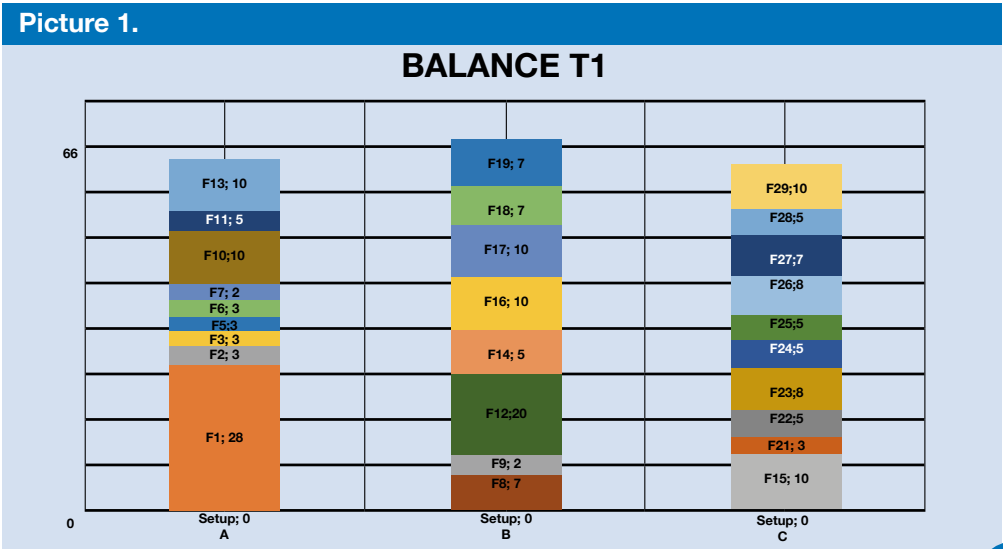 Picture 1.
BALANCE T1
66
0
F13; 10
F11; 5
F10;10
F7; 2
F6; 3
F5;3
F3; 3
F2; 3
F1; 28
Setup; 0
A
F19; 7
F18; 7
F17; 10
F16; 10
F14; 5
F12;20
F9; 2
F8; 7
Setup; 0
B
F29;10
F28;5
F27;7
F26;8
F25;5
F24;5
F23;8
F22;5
F21; 3
F15; 10
Setup; 0
C